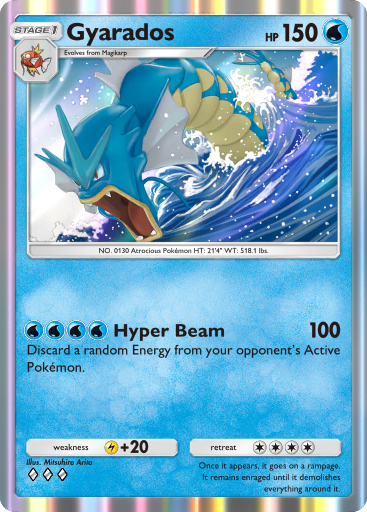 STAGE 1 Gyarados HP 150
Evolves from Magikarp
NO. 0130 Atrocious Pokémon HT: 21'4" WT: 518.1 lbs.
Hyper Beam 100
Discard a random Energy from your opponent's Active
Pokémon.
weakness +20 retreat
Illus. Mitsuhiro Arita
Once it appears, it goes on a rampage.
It remains enraged until it demolishes
everything around it.